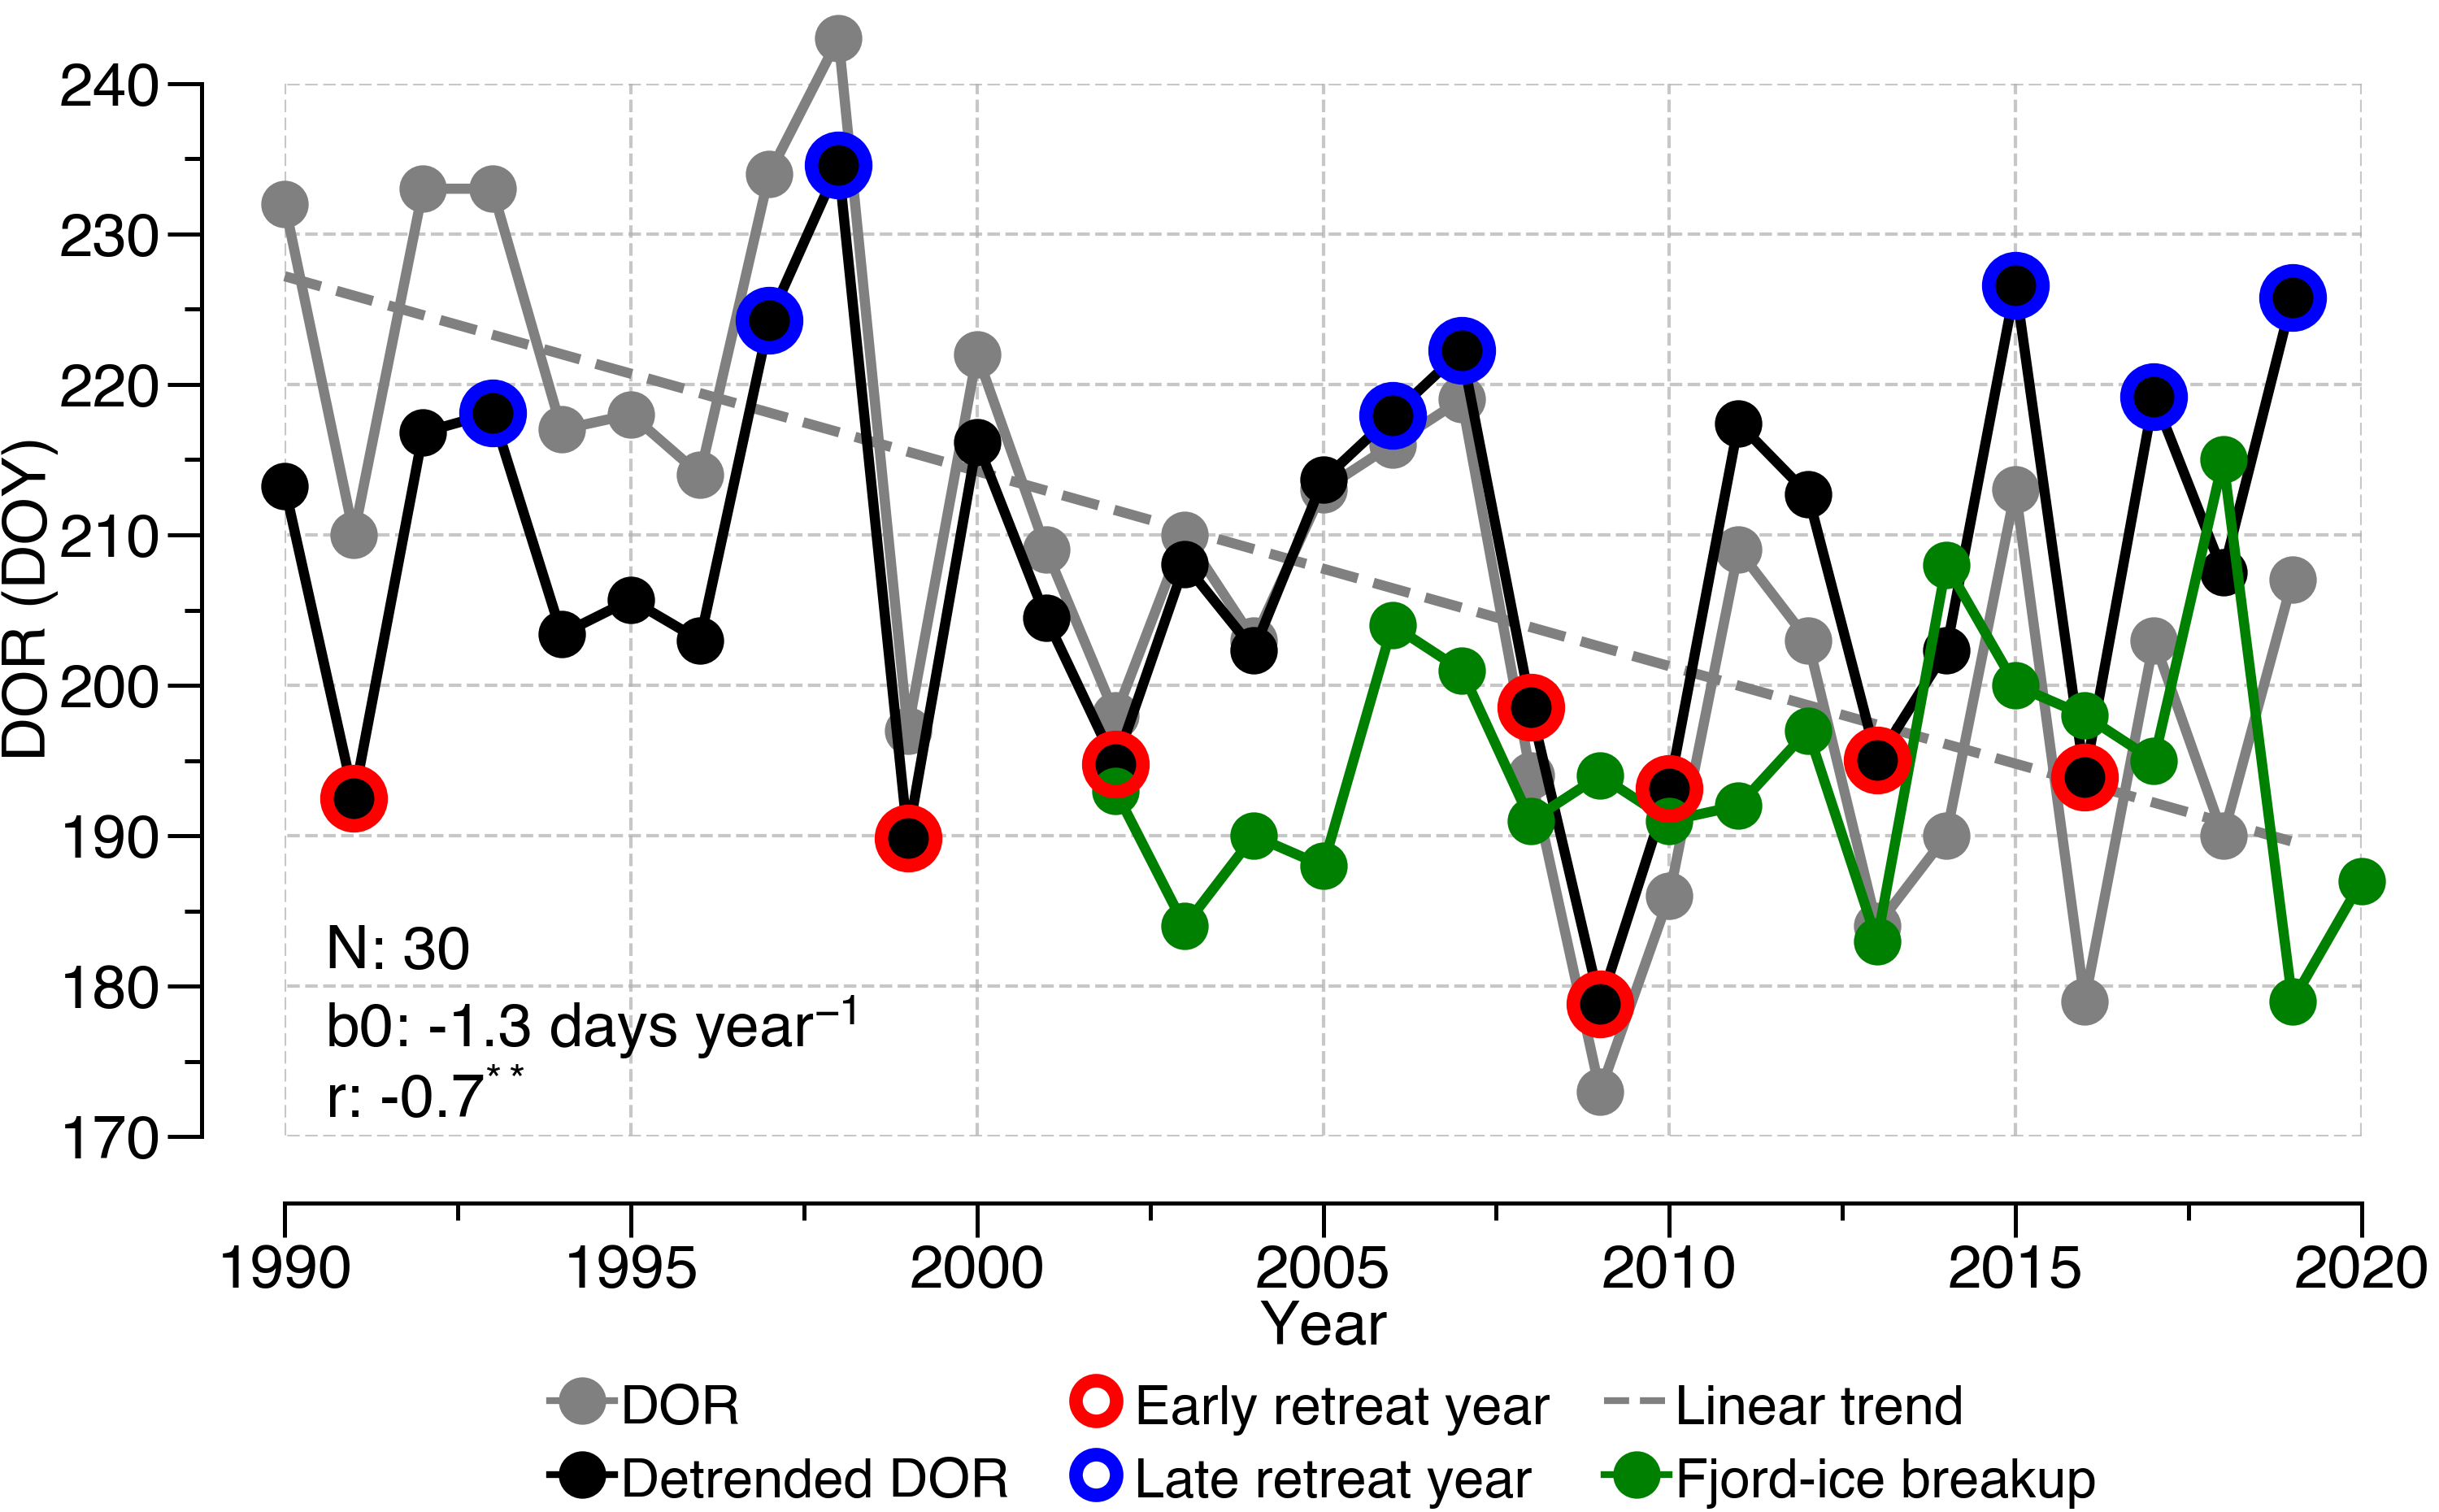 240
230
220
210
200
190
180
170
DOR (DOY)
N: 30
b0: -1.3 days year⁻¹
r: -0.7**
1990 1995 2000 2005 2010 2015 2020
Year
DOR Early retreat year Linear trend
Detrended DOR Late retreat year Fjord-ice breakup